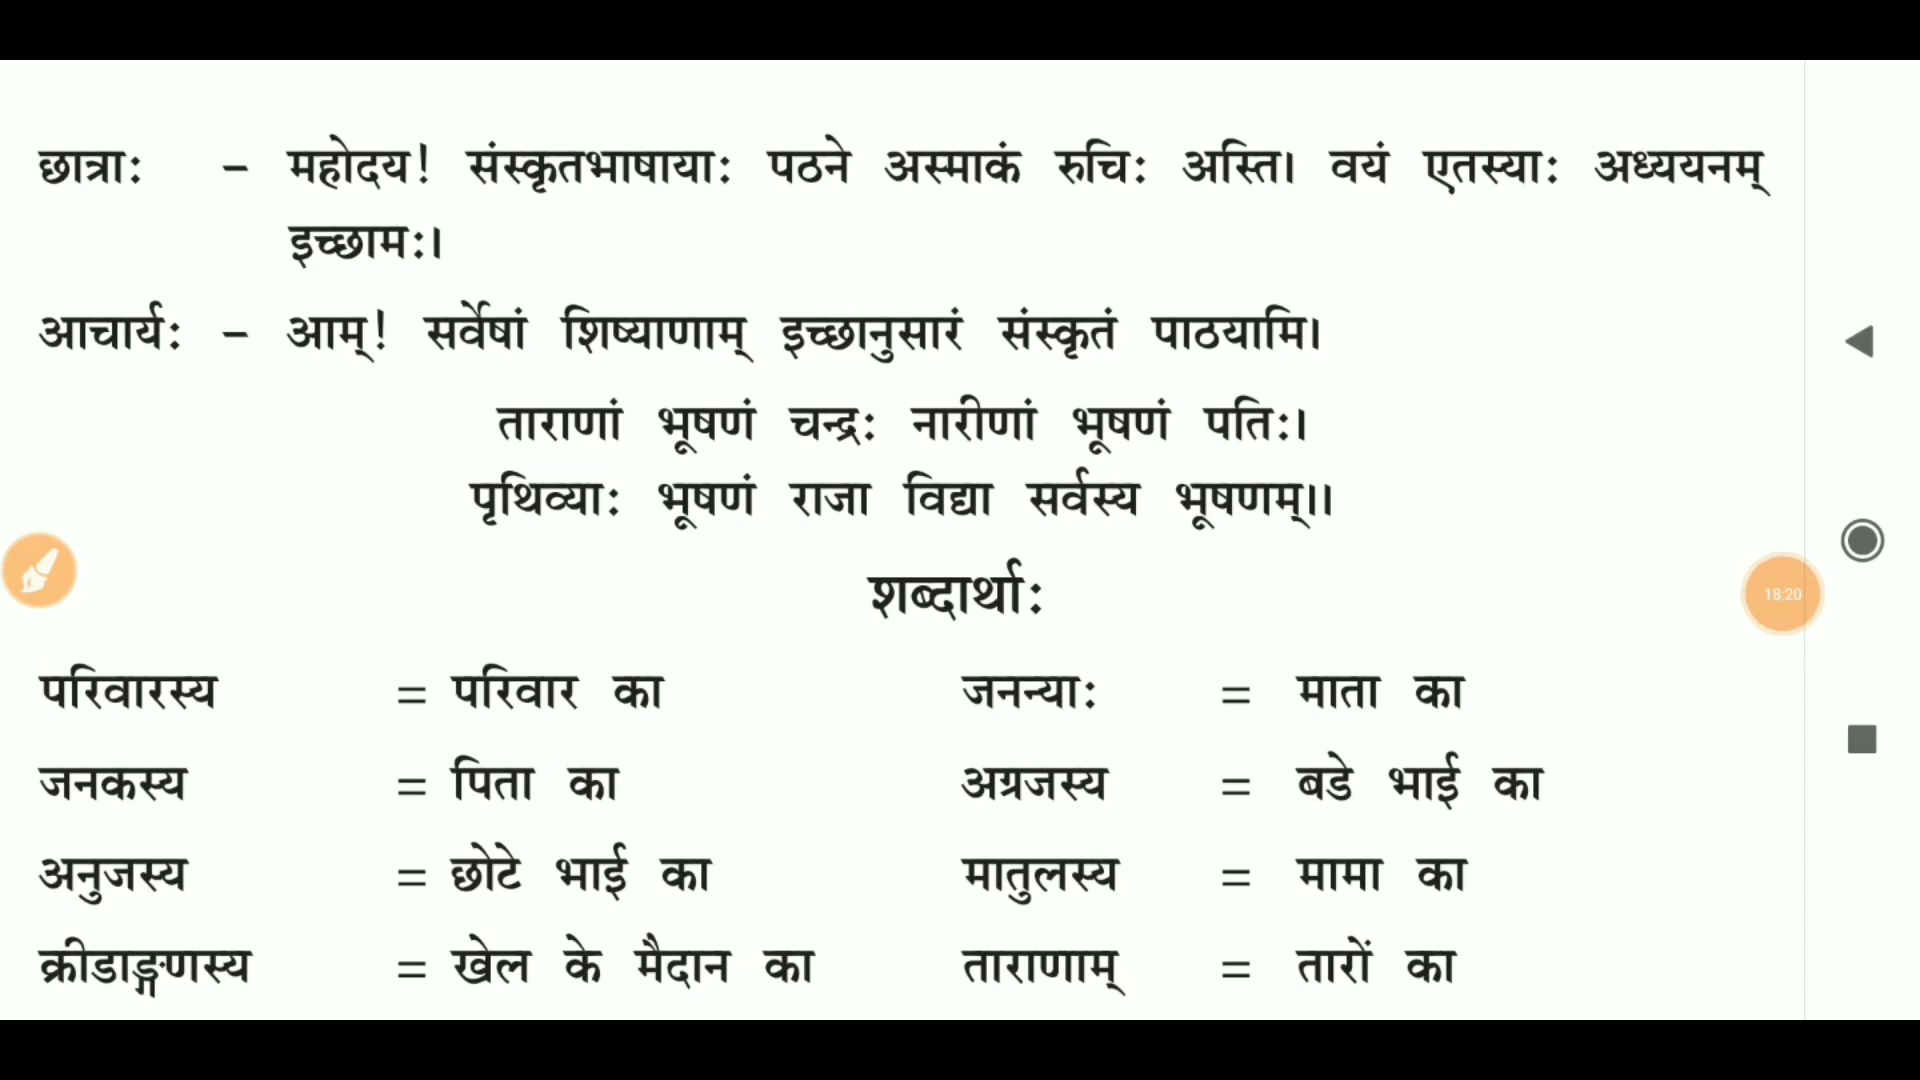 छात्राः – महोदय! संस्कृतभाषायाः पठने अस्माकं रुचिः अस्ति। वयं एतस्याः अध्ययनम्
इच्छामः।
आचार्यः – आम्! सर्वेषां शिष्याणाम् इच्छानुसारं संस्कृतं पाठयामि।
ताराणां भूषणं चन्द्रः नारीणां भूषणं पतिः।
पृथिव्याः भूषणं राजा विद्या सर्वस्य भूषणम्।।
18:20
शब्दार्थाः
परिवारस्य = परिवार का जनन्याः = माता का
जनकस्य = पिता का अग्रजस्य = बडे भाई का
अनुजस्य = छोटे भाई का मातुलस्य = मामा का
क्रीडाङ्गणस्य = खेल के मैदान का ताराणाम् = तारों का